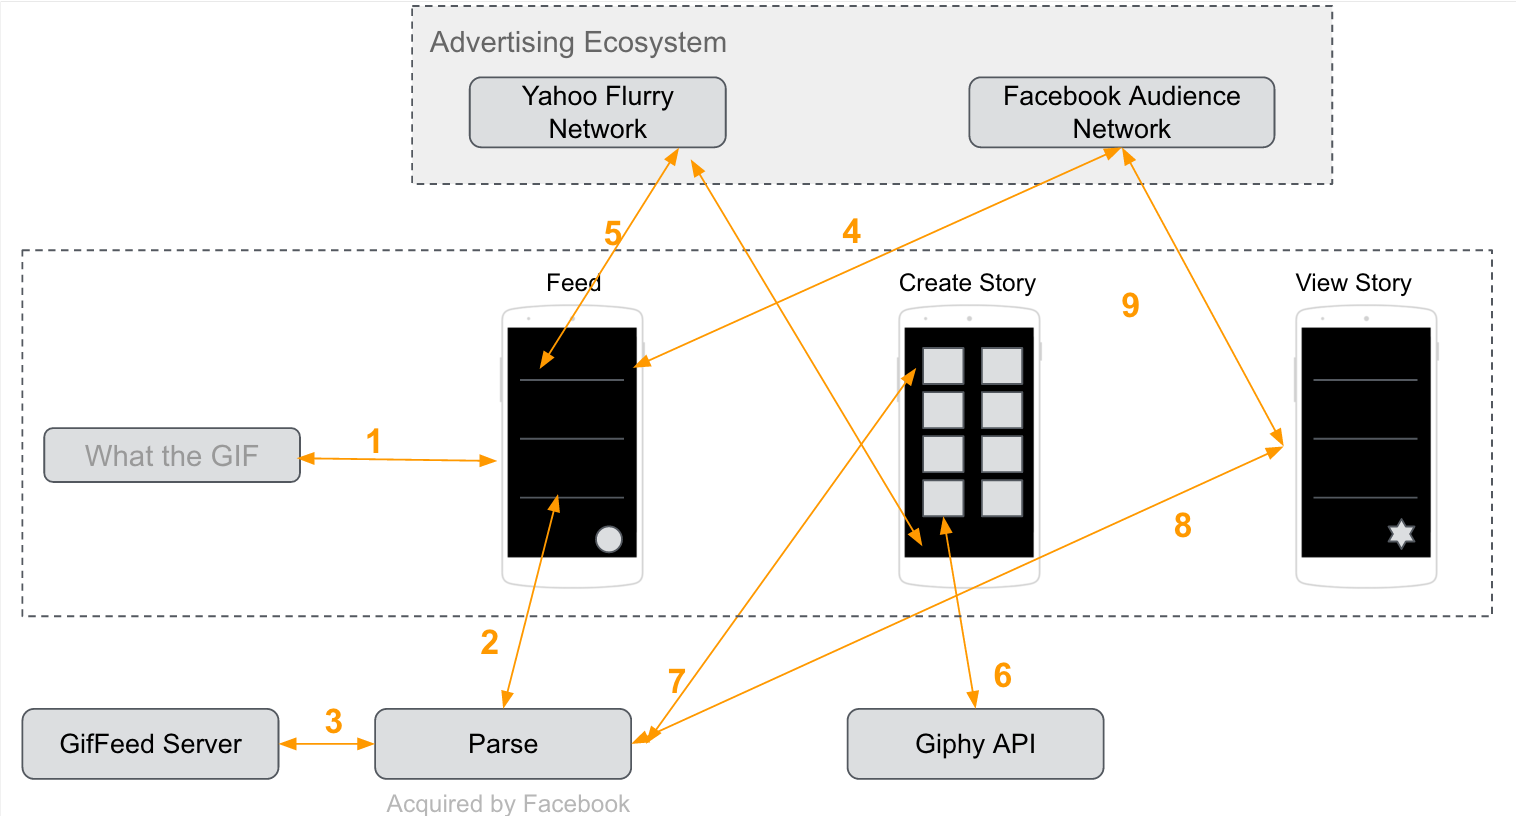 Advertising Ecosystem
Yahoo Flurry
Network
Facebook Audience
Network
5
4
Feed
Create Story
View Story
9
What the GIF
1
8
2
7
6
GifFeed Server
3
Parse
Giphy API
Acquired by Facebook